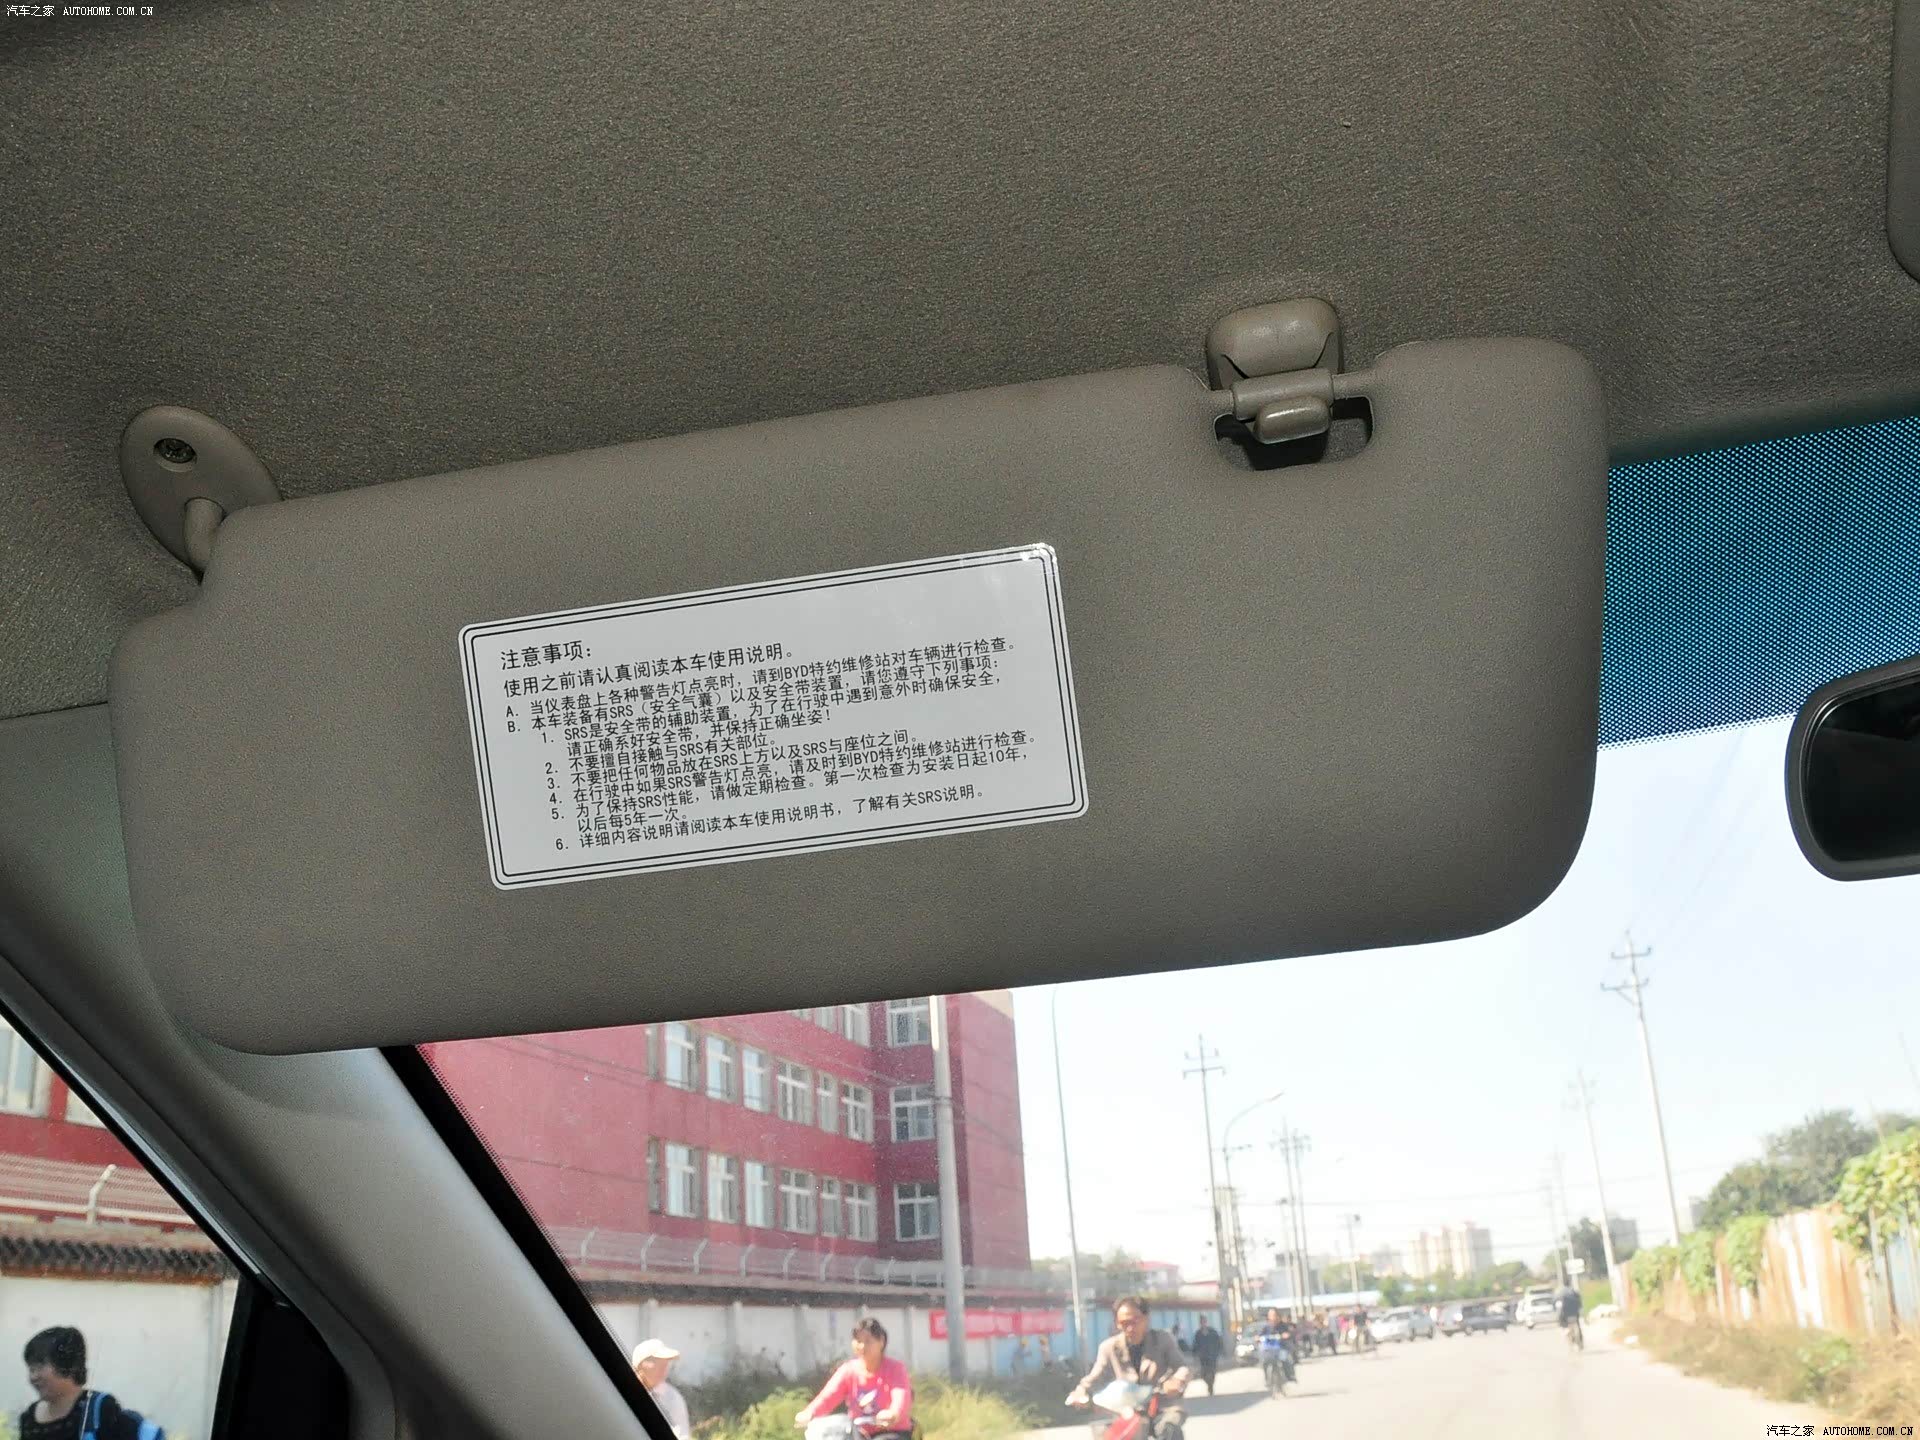 汽车之家 AUTOHOME.COM.CN
注意事项：
使用之前请认真阅读本车使用说明。
A. 当仪表盘上各种警告灯点亮时，请到BYD特约维修站对车辆进行检查。
B. 本车装备有SRS（安全气囊）以及安全带装置，请您遵守下列事项：
1. SRS是安全带的辅助装置，为了在行驶中遇到意外时确保安全，
请正确系好安全带，并保持正确坐姿！
2. 不要擅自接触与SRS有关部位。
3. 不要把任何物品放在SRS上方以及SRS与座位之间。
4. 在行驶中如果SRS警告灯点亮，请及时到BYD特约维修站进行检查。
5. 为了保持SRS性能，请做定期检查。第一次检查为安装日起10年，
以后每5年一次。
6. 详细内容说明请阅读本车使用说明书，了解有关SRS说明。
汽车之家 AUTOHOME.COM.CN